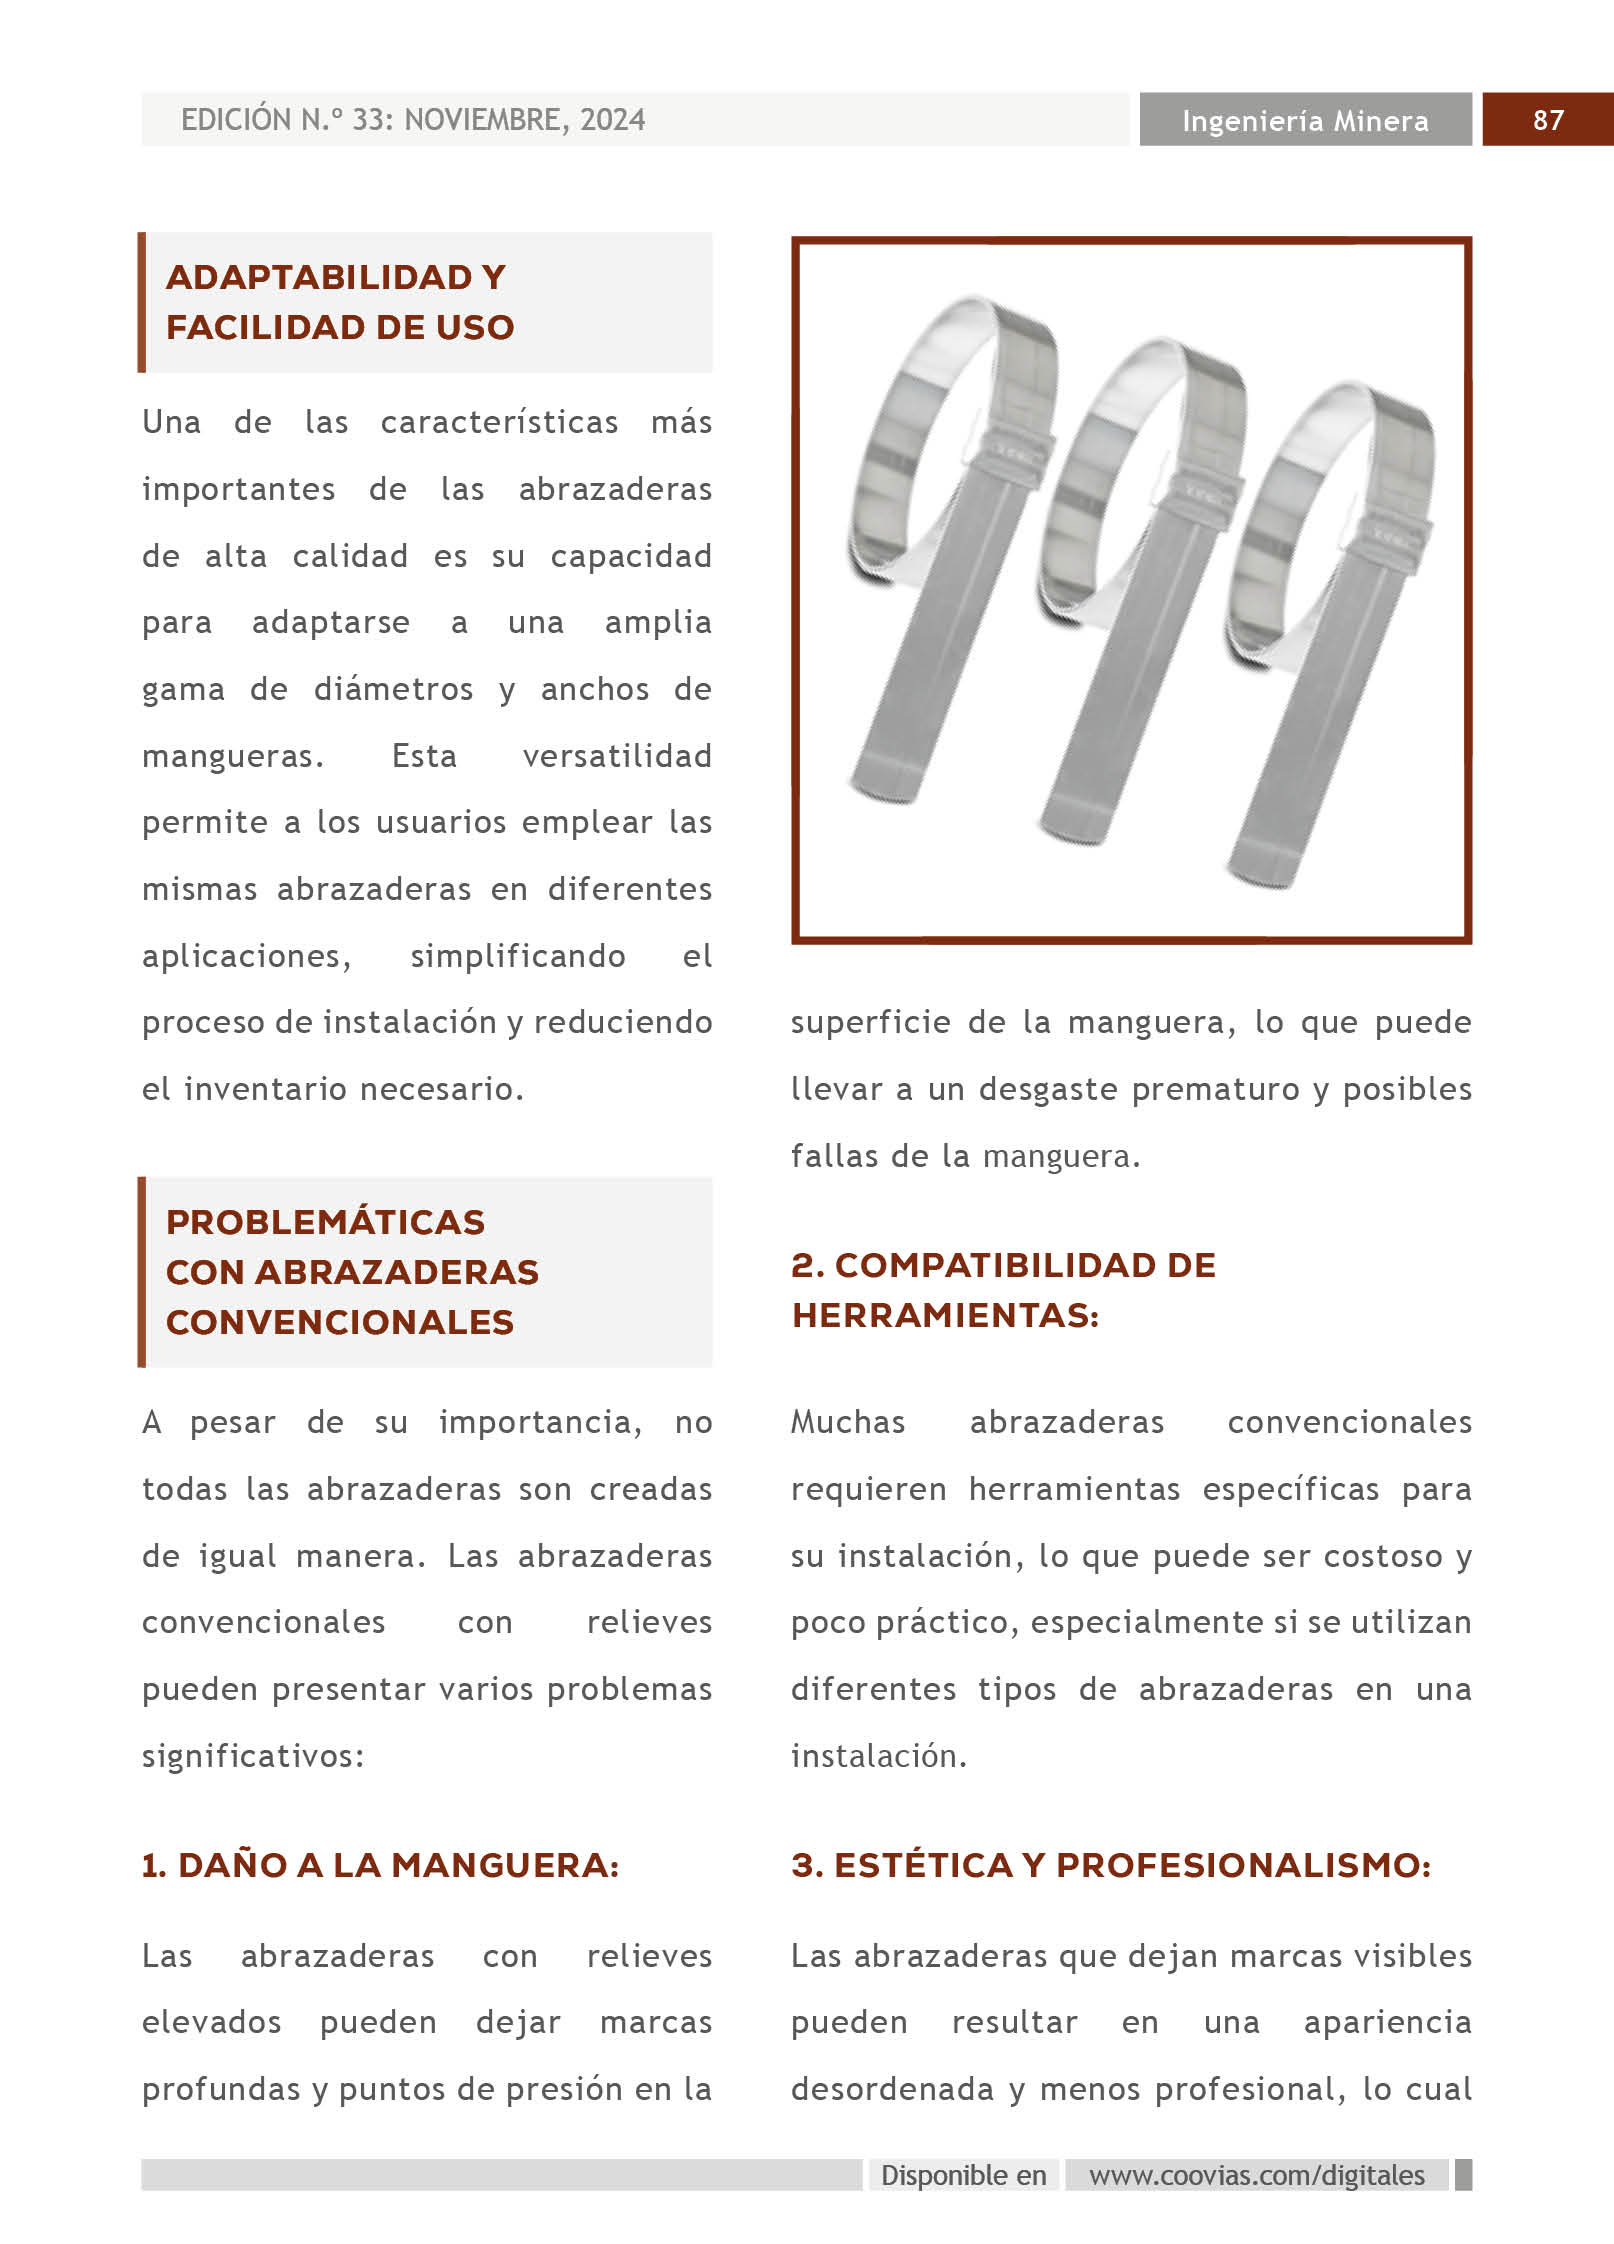 EDICIÓN N.º 33: NOVIEMBRE, 2024
Ingeniería Minera
87
ADAPTABILIDAD Y
FACILIDAD DE USO
Una de las características más
importantes de las abrazaderas
de alta calidad es su capacidad
para adaptarse a una amplia
gama de diámetros y anchos de
mangueras. Esta versatilidad
permite a los usuarios emplear las
mismas abrazaderas en diferentes
aplicaciones, simplificando el
proceso de instalación y reduciendo
el inventario necesario.
PROBLEMÁTICAS
CON ABRAZADERAS
CONVENCIONALES
A pesar de su importancia, no
todas las abrazaderas son creadas
de igual manera. Las abrazaderas
convencionales con relieves
pueden presentar varios problemas
significativos:
1. DAÑO A LA MANGUERA:
Las abrazaderas con relieves
elevados pueden dejar marcas
profundas y puntos de presión en la
superficie de la manguera, lo que puede
llevar a un desgaste prematuro y posibles
fallas de la manguera.
2. COMPATIBILIDAD DE
HERRAMIENTAS:
Muchas abrazaderas convencionales
requieren herramientas específicas para
su instalación, lo que puede ser costoso y
poco práctico, especialmente si se utilizan
diferentes tipos de abrazaderas en una
instalación.
3. ESTÉTICA Y PROFESIONALISMO:
Las abrazaderas que dejan marcas visibles
pueden resultar en una apariencia
desordenada y menos profesional, lo cual
Disponible en
www.coovias.com/digitales